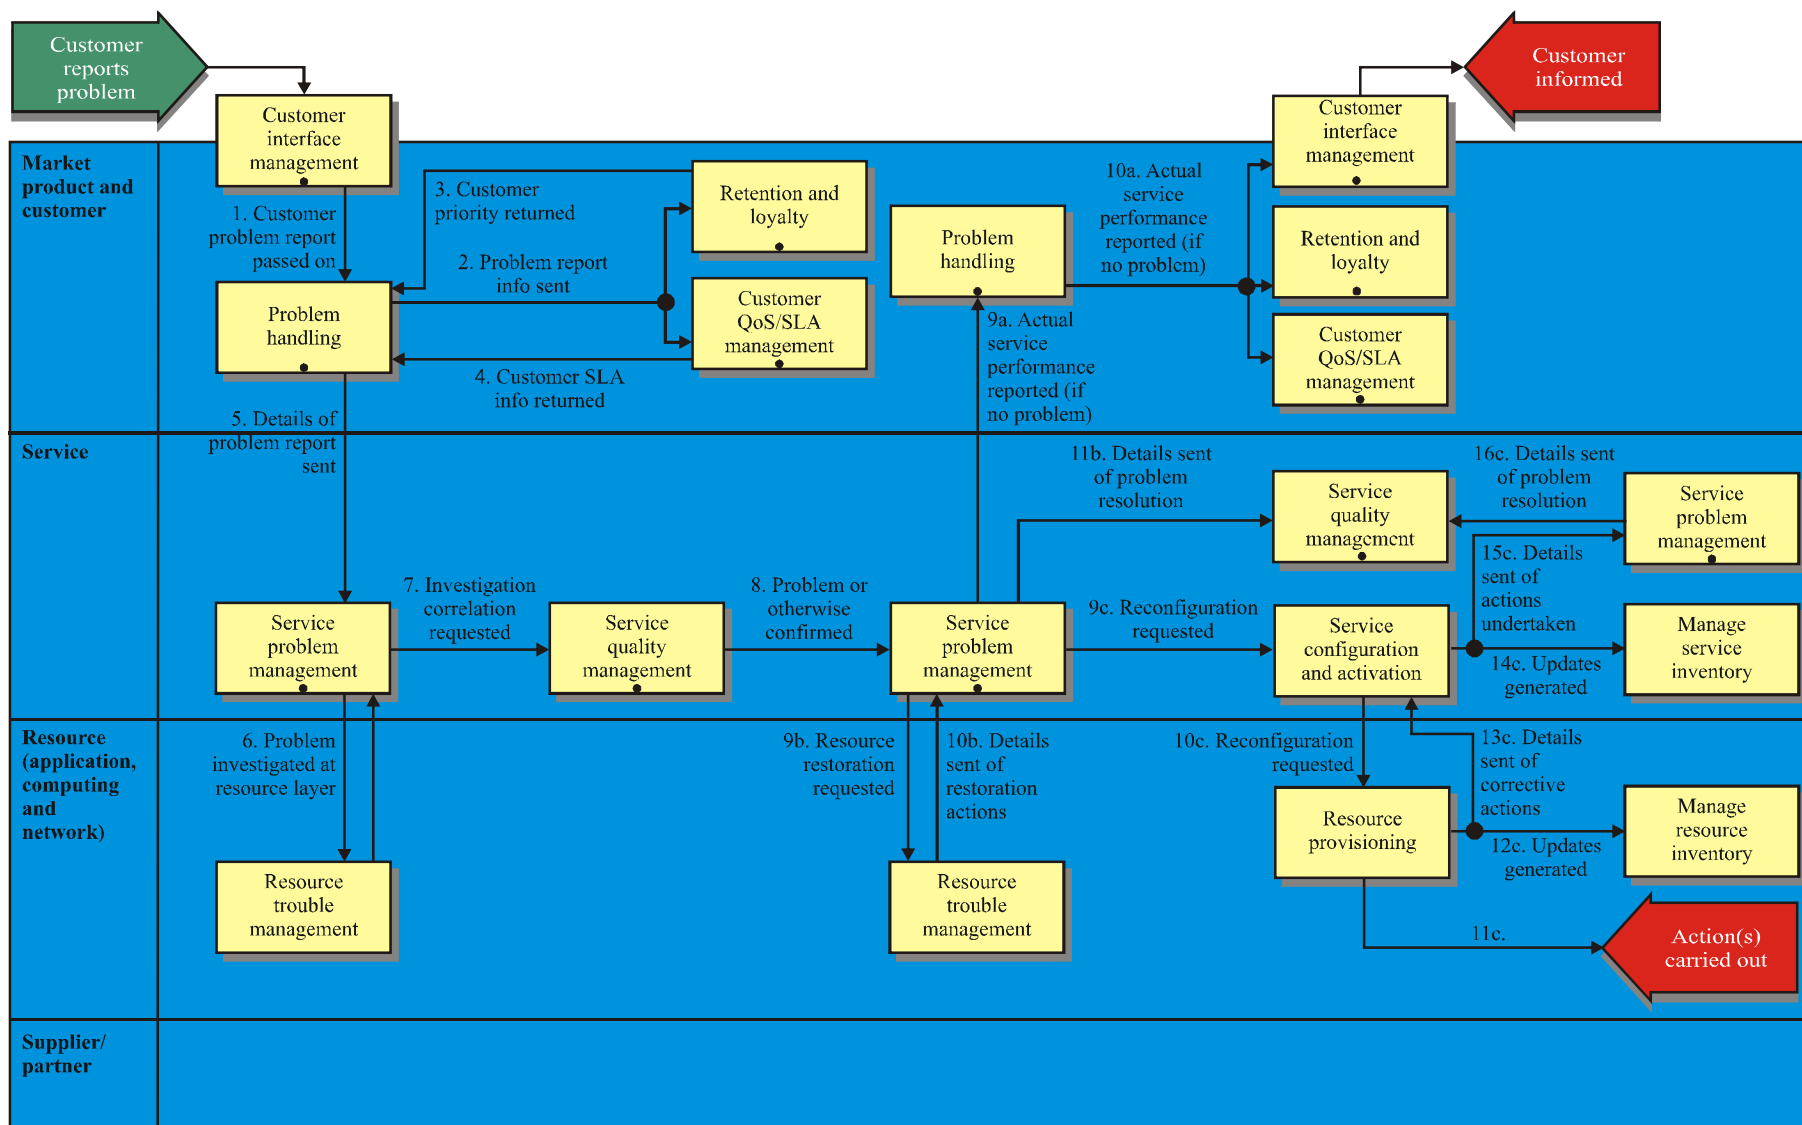 Customer
reports
problem
Customer
informed
Customer
interface
management
Customer
interface
management
Market
product and
customer
1. Customer
problem report
passed on
3. Customer
priority returned
2. Problem report
info sent
Retention and
loyalty
Problem
handling
Customer
QoS/SLA
management
4. Customer SLA
info returned
Problem
handling
10a. Actual
service
performance
reported (if
no problem)
Retention and
loyalty
Customer
QoS/SLA
management
9a. Actual
service
performance
reported (if
no problem)
5. Details of
problem report
sent
Service
11b. Details sent
of problem
resolution
Service
quality
management
16c. Details sent
of problem
resolution
Service
problem
management
Service
problem
management
7. Investigation
correlation
requested
Service
quality
management
8. Problem or
otherwise
confirmed
Service
problem
management
9c. Reconfiguration
requested
Service
configuration
and activation
15c. Details
sent of
actions
undertaken
14c. Updates
generated
Manage
service
inventory
Resource
(application,
computing
and
network)
6. Problem
investigated at
resource layer
9b. Resource
restoration
requested
10b. Details
sent of
restoration
actions
10c. Reconfiguration
requested
13c. Details
sent of
corrective
actions
Resource
provisioning
12c. Updates
generated
Manage
resource
inventory
Resource
trouble
management
Resource
trouble
management
11c.
Action(s)
carried out
Supplier/
partner